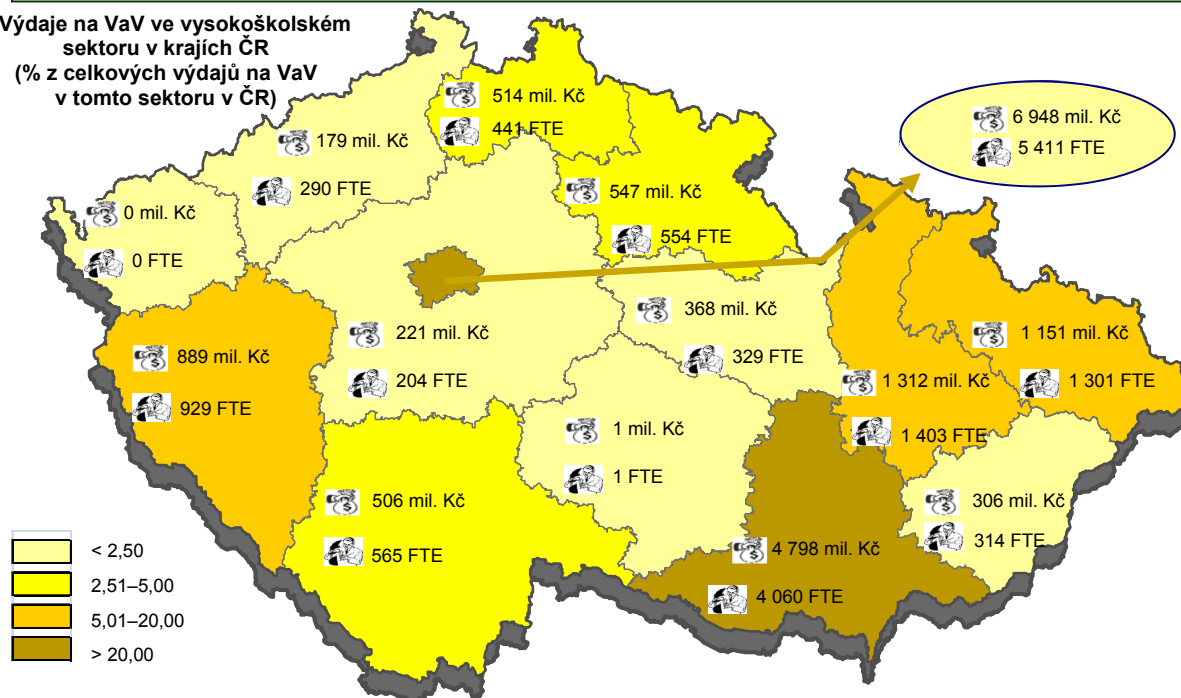 Výdaje na VaV ve vysokoškolském
sektoru v krajích ČR
(% z celkových výdajů na VaV
v tomto sektoru v ČR)
514 mil. Kč
441 FTE
6 948 mil. Kč
5 411 FTE
179 mil. Kč
290 FTE
547 mil. Kč
554 FTE
0 mil. Kč
0 FTE
368 mil. Kč
329 FTE
221 mil. Kč
204 FTE
1 151 mil. Kč
1 301 FTE
889 mil. Kč
929 FTE
1 312 mil. Kč
1 403 FTE
1 mil. Kč
1 FTE
506 mil. Kč
565 FTE
306 mil. Kč
314 FTE
4 798 mil. Kč
4 060 FTE
< 2,50
2,51–5,00
5,01–20,00
> 20,00